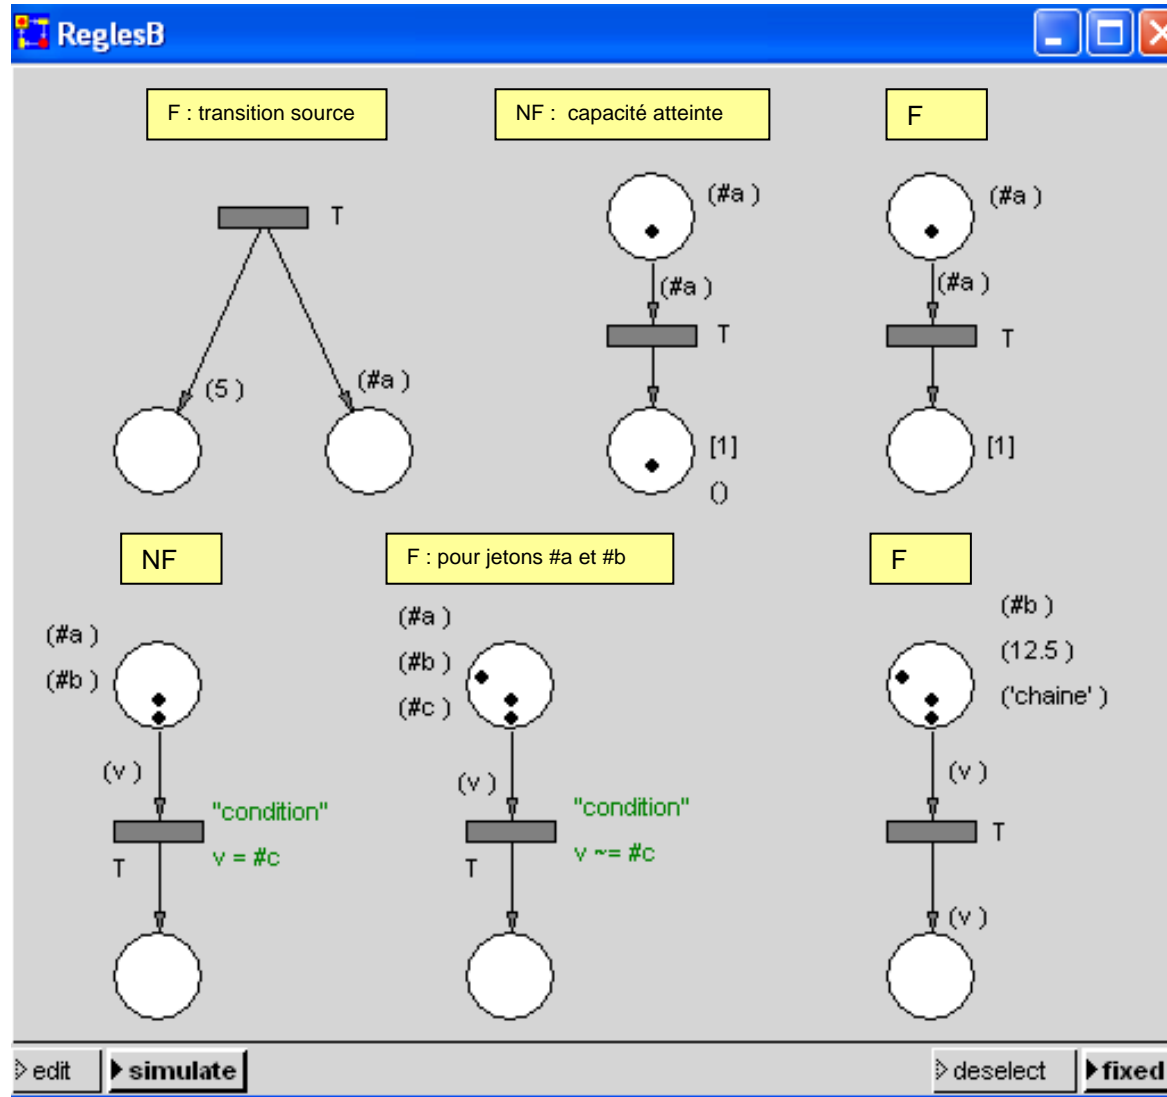 ReglesB
F : transition source
NF :  capacité atteinte
F
T
(5 )
(#a )
(#a )
(#a )
T
[1]
()
(#a )
(#a )
T
[1]
NF
F : pour jetons #a et #b
F
(#a )
(#b )
(v )
"condition"
v = #c
T
(#a )
(#b )
(#c )
(v )
"condition"
v ~= #c
T
(#b )
(12.5 )
('chaine' )
(v )
T
(v )
edit
simulate
deselect
fixed